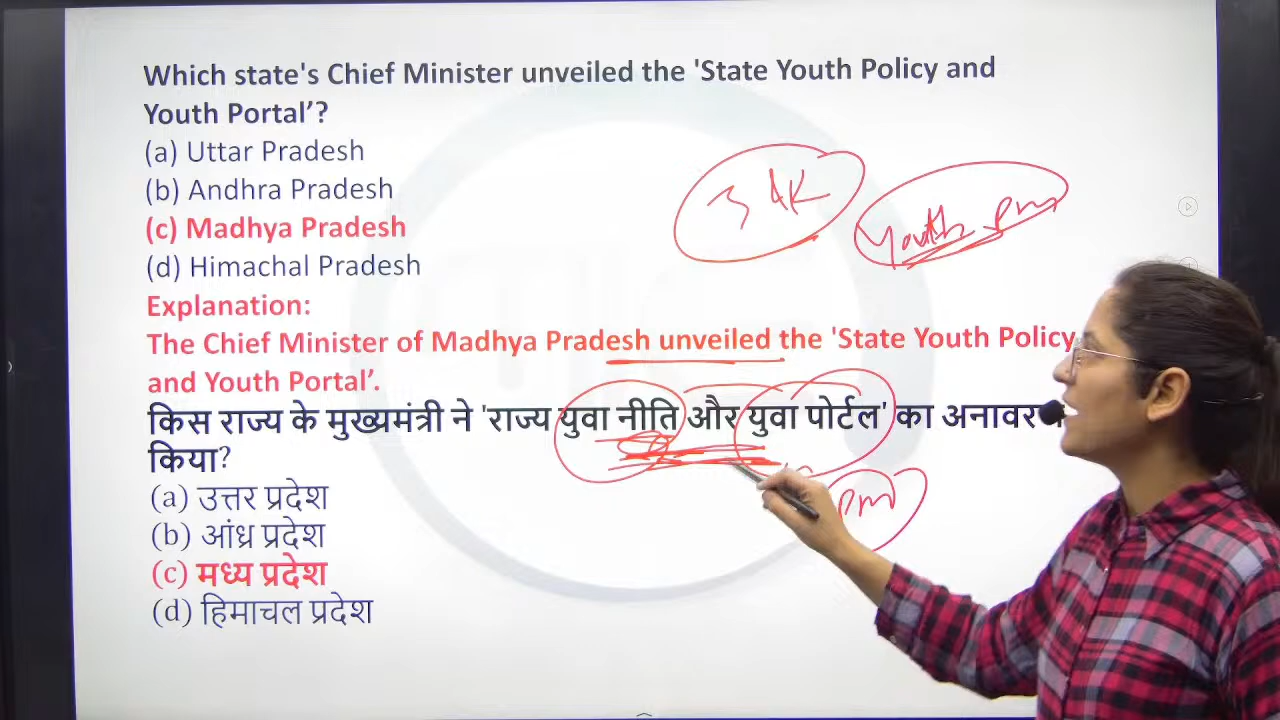 Which state's Chief Minister unveiled the 'State Youth Policy and
Youth Portal’?
(a) Uttar Pradesh
(b) Andhra Pradesh
(c) Madhya Pradesh
(d) Himachal Pradesh
Explanation:
The Chief Minister of Madhya Pradesh unveiled the 'State Youth Policy
and Youth Portal’.
किस राज्य के मुख्यमंत्री ने 'राज्य युवा नीति और युवा पोर्टल' का
किया?
(a) उत्तर प्रदेश
(b) आंध्र प्रदेश
(c) मध्य प्रदेश
(d) हिमाचल प्रदेश
Youth